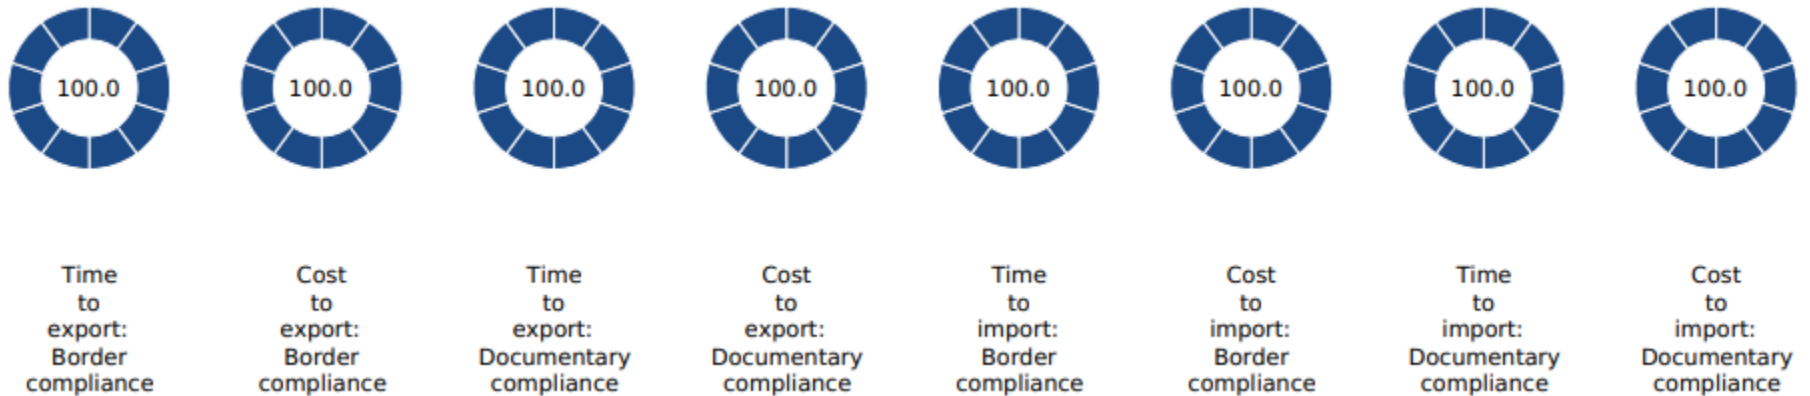 100.0 100.0 100.0 100.0 100.0 100.0 100.0 100.0
Time Cost Time Cost Time Cost Time Cost
to to to to to to to to
export: export: export: export: import: import: import: import:
Border Border Documentary Documentary Border Border Documentary Documentary
compliance compliance compliance compliance compliance compliance compliance compliance